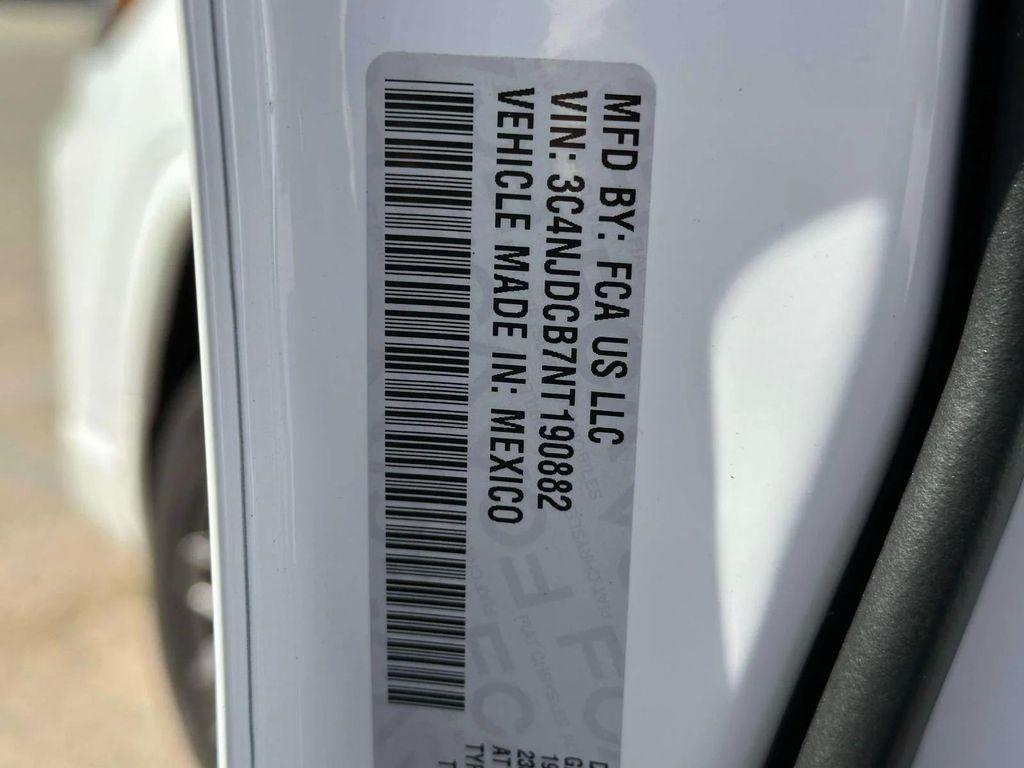 MFD BY: FCA US LLC
VIN: 3C4NJDCB7NT190882
VEHICLE MADE IN: MEXICO